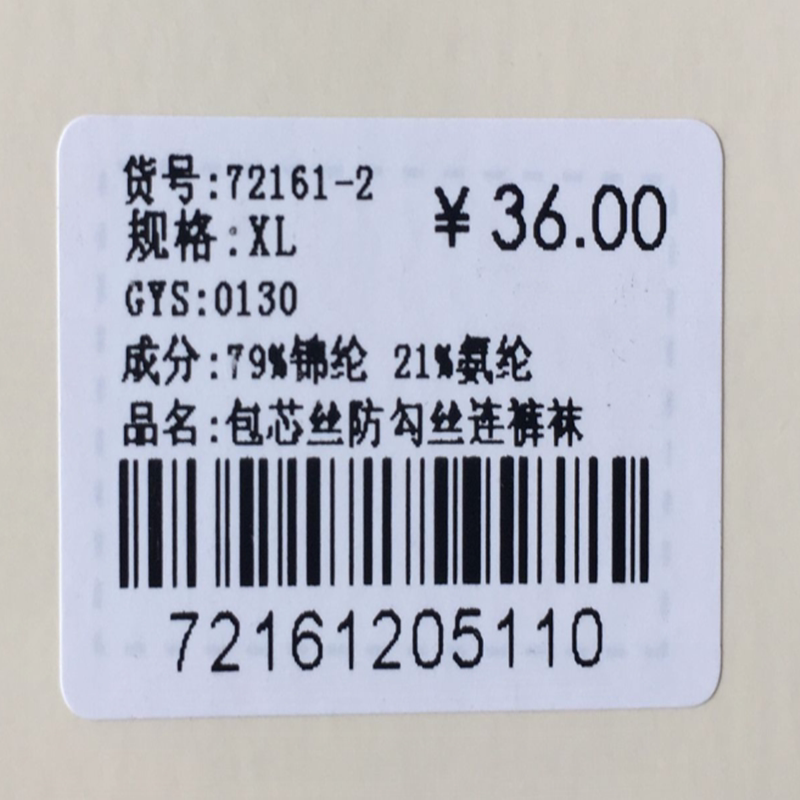 货号:72161-2
¥36.00
规格:XL
GYS:0130
成分:79%锦纶 21%氨纶
品名:包芯丝防勾丝连裤袜
72161205110